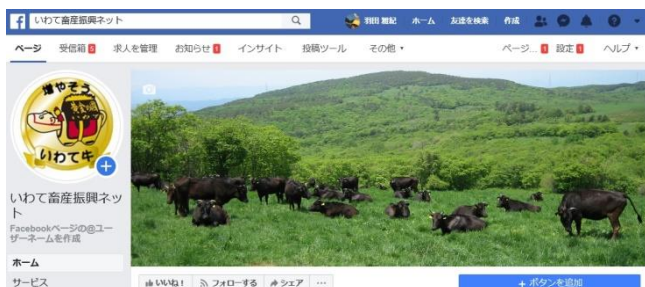 いわて畜産振興ネット
ホーム 友達を検索 作成
ページ 受信箱 5 求人を管理 お知らせ 1 インサイト 投稿ツール その他 ページ... 1 設定 1 ヘルプ
増やそう
いわて牛
いわて畜産振興ネッ
ト
Facebookページの@ユー
ザーネームを作成
ホーム
サービス
いいね! フォローする シェア ...
+ ボタンを追加